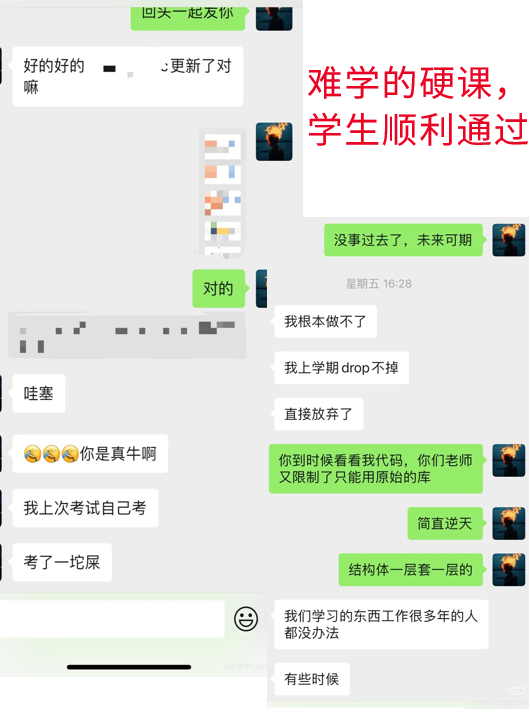 回头一起发你
好的好的
更新了对
嘛
对的
哇塞
你是真牛啊
我上次考试自己考
考了一坨屎
难学的硬课，
学生顺利通过
没事过去了，未来可期
星期五 16:28
我根本做不了
我上学期drop不掉
直接放弃了
你到时候看看我代码，你们老师
又限制了只能用原始的库
简直逆天
结构体一层套一层的
我们学习的东西工作很多年的人
都没办法
有些时候